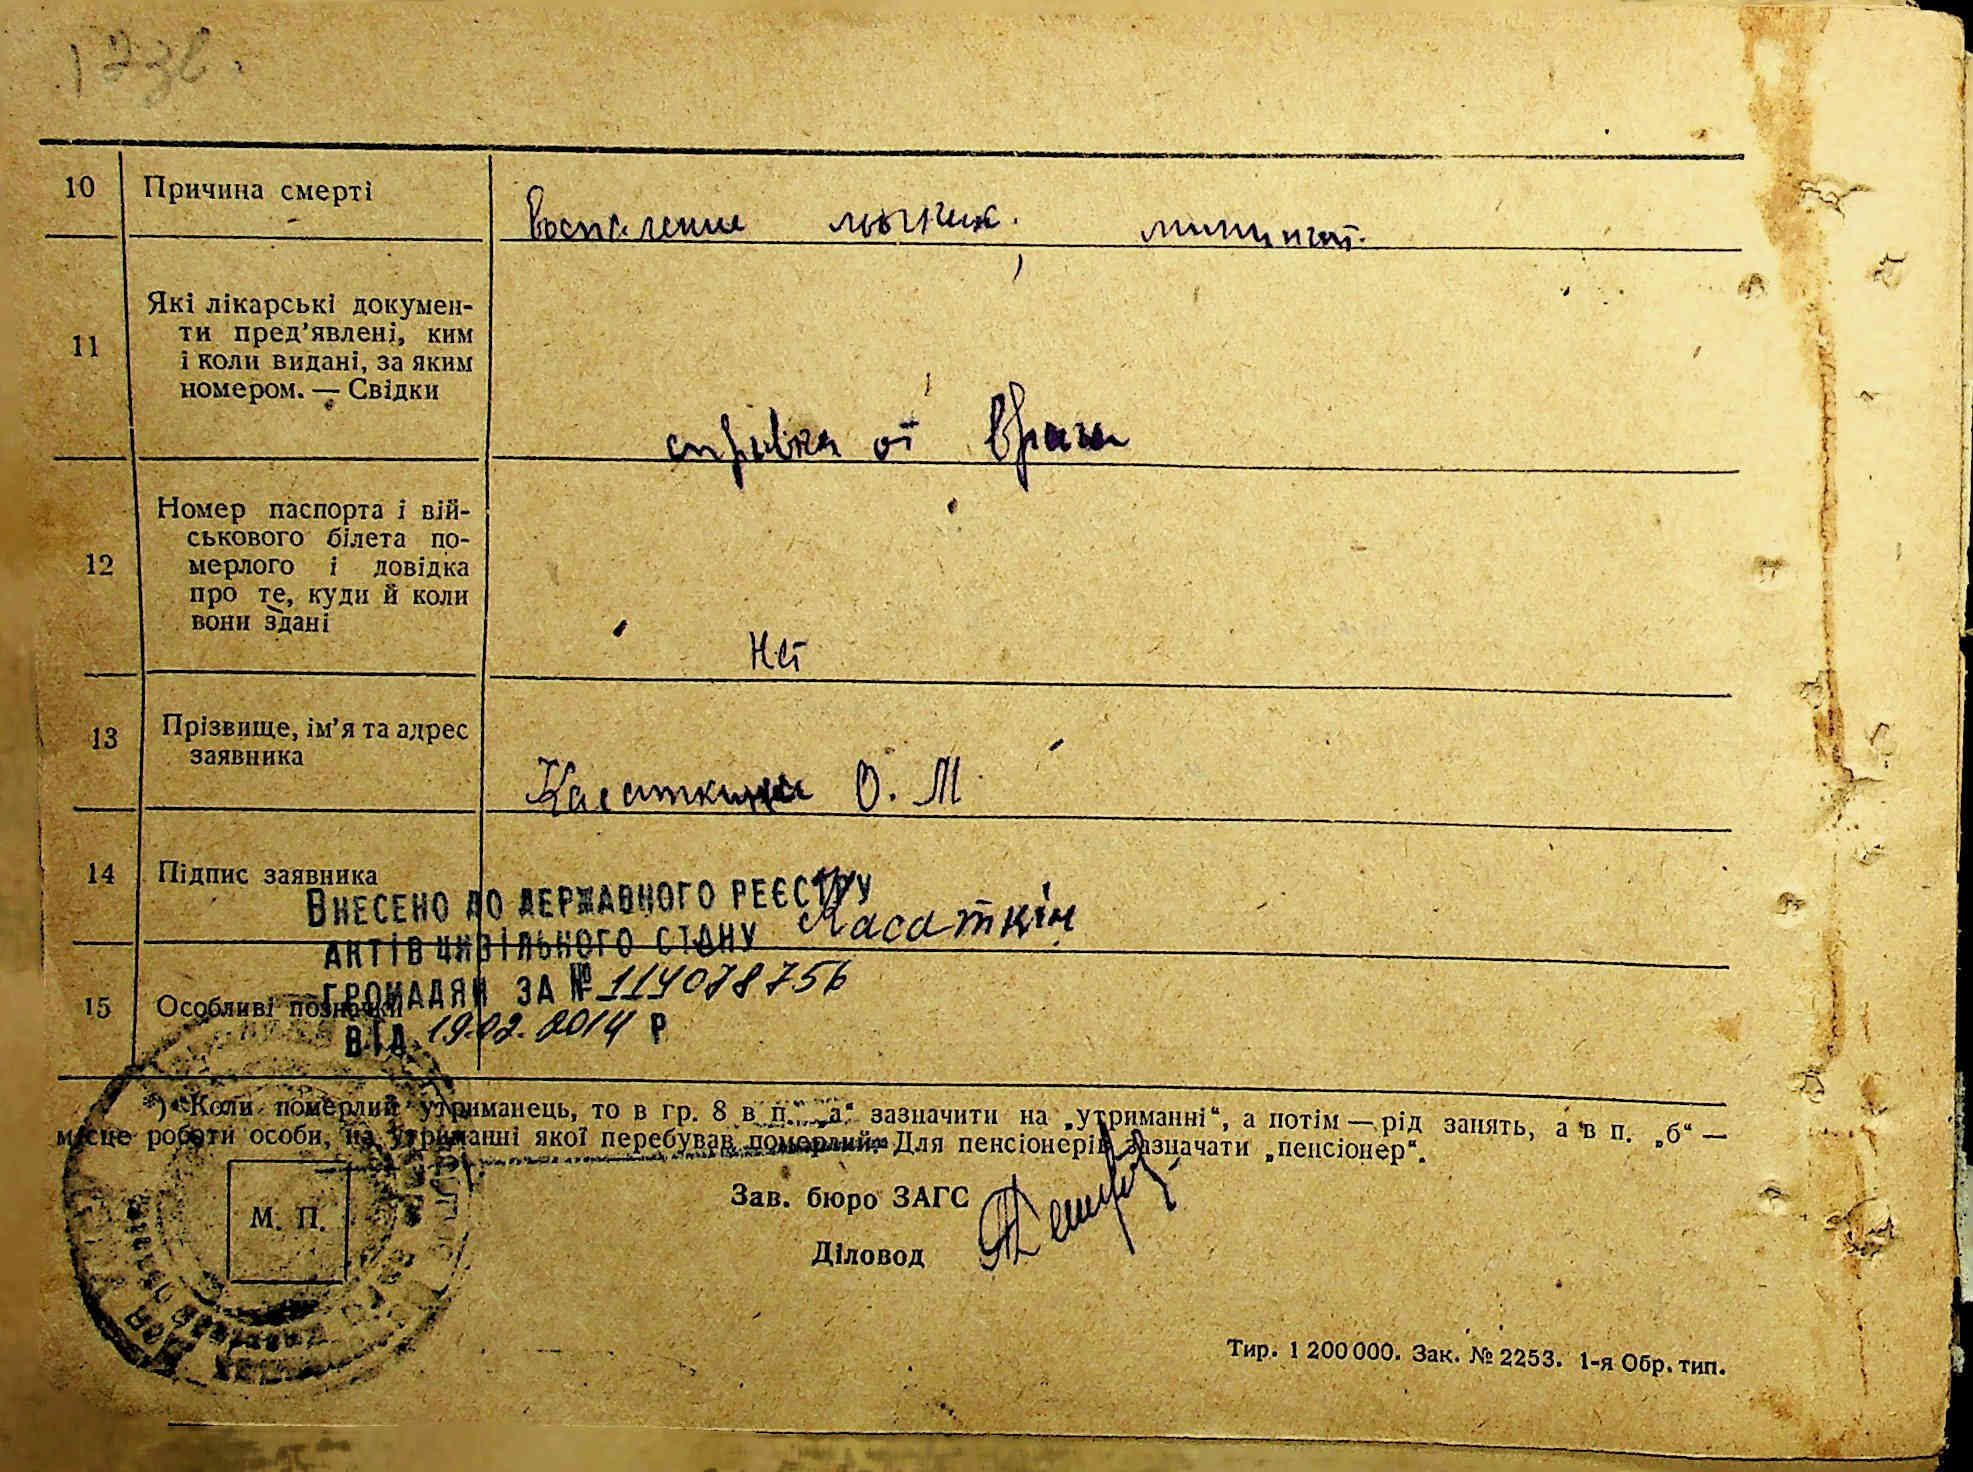 173
10 Причина смерті
Воспаление лёгких.
11 Які лікарські докумен-
ти пред’явлені, ким
і коли видані, за яким
номером. — Свідки
справка от врача
12 Номер паспорта і вій-
ськового білета по-
мерлого і довідка
про те, куди й коли
вони здані
Нет
13 Прізвище, ім’я та адрес
заявника
Касаткина О. М
14 Підпис заявника
Касаткін
ВНЕСЕНО ДО ДЕРЖАВНОГО РЕЄСТРУ
АКТІВ ЦИВІЛЬНОГО СТАНУ
ГРОМАДЯН ЗА № 114078756
ВІД 19.02.2014 Р
15 Особливі позначки
*) Коли померлий утриманець, то в гр. 8 в п. „а“ зазначити на „утриманні“, а потім — рід занять, а в п. „б“ —
місце роботи особи, на утриманні якої перебував померлий. Для пенсіонерів зазначати „пенсіонер“.
М. П.
Зав. бюро ЗАГС
Діловод
Тир. 1 200 000. Зак. № 2253. 1-я Обр. тип.